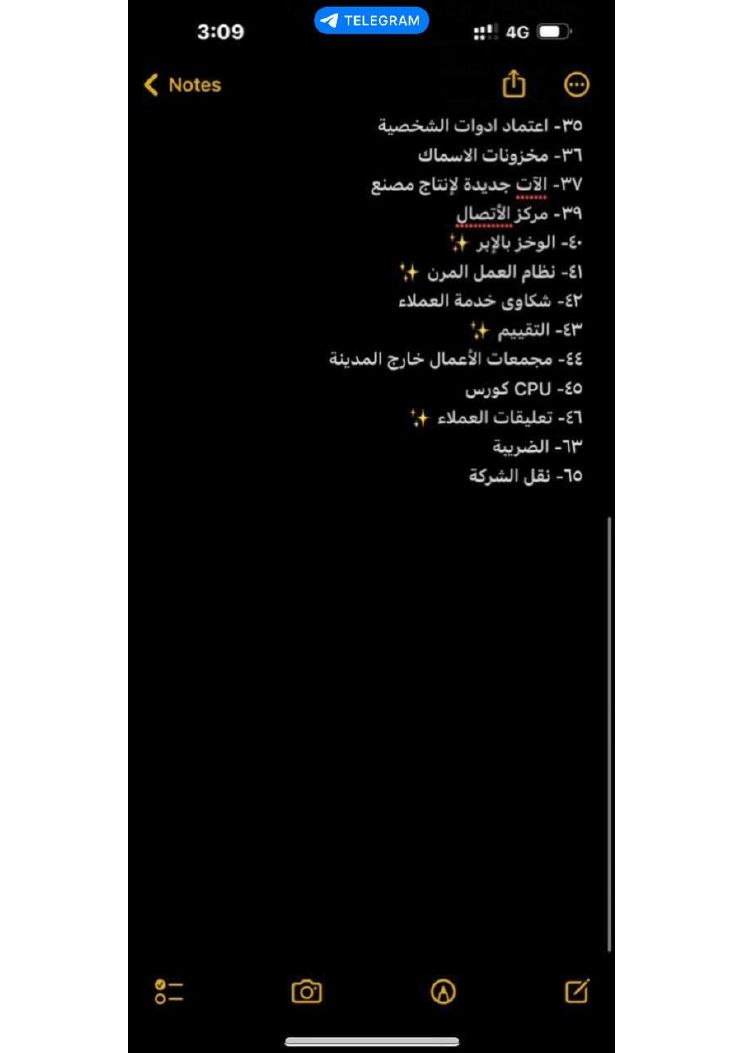 3:09
TELEGRAM
4G
Notes
٣٥- اعتماد ادوات الشخصية
٣٦- مخزونات الاسماك
٣٧- الآت جديدة لإنتاج مصنع
٣٩- مركز الأتصال
٤٠- الوخز بالإبر ✨
٤١- نظام العمل المرن ✨
٤٢- شكاوى خدمة العملاء
٤٣- التقييم ✨
٤٤- مجمعات الأعمال خارج المدينة
٤٥- CPU كورس
٤٦- تعليقات العملاء ✨
٦٣- الضريبة
٦٥- نقل الشركة